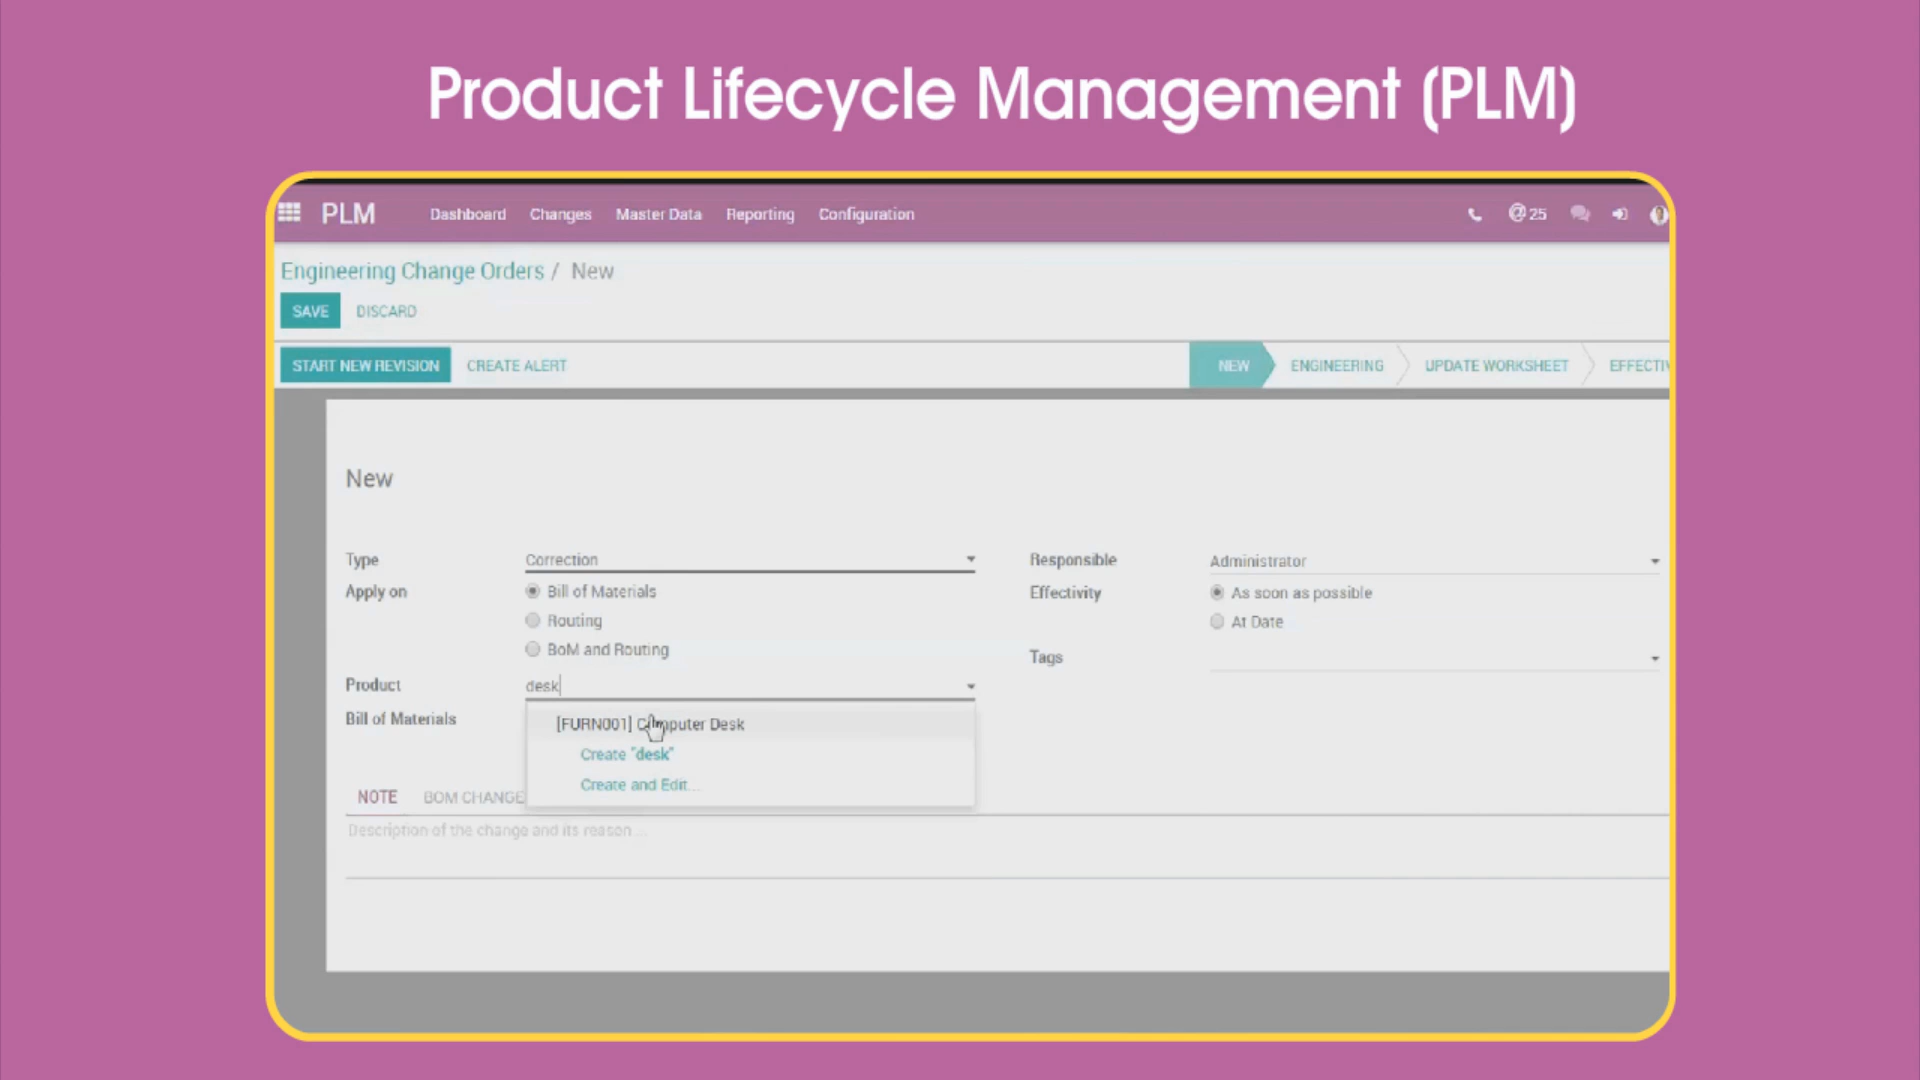 Product Lifecycle Management (PLM)
PLM Dashboard Changes Master Data Reporting Configuration @25
Engineering Change Orders / New
SAVE DISCARD
START NEW REVISION CREATE ALERT NEW ENGINEERING UPDATE WORKSHEET EFFECTIV
New
Type Correction Responsible Administrator
Apply on Bill of Materials Effectivity As soon as possible
Routing At Date
BoM and Routing
Tags
Product desk
Bill of Materials [FURN001] Computer Desk
Create "desk"
Create and Edit...
NOTE BOM CHANGE
Description of the change and its reason ...